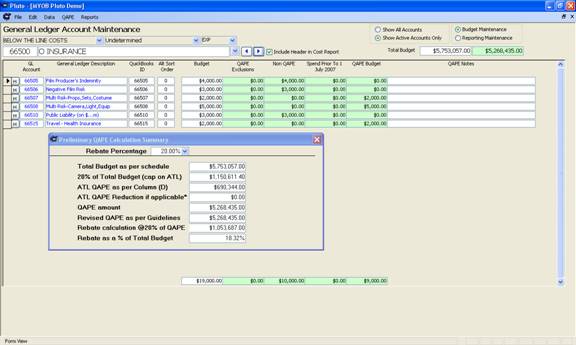 Pluto - [MYOB Pluto Demo]
File Edit Data QAPE Reports
General Ledger Account Maintenance
Show All Accounts
Show Active Accounts Only
Budget Maintenance
Reporting Maintenance
BELOW THE LINE COSTS Undetermined EXP
66500 O INSURANCE
Include Header in Cost Report
Total Budget $5,753,057.00 $5,268,435.00
GL Account General Ledger Description QuickBooks ID Alt Sort Order Budget QAPE Exclusions Non QAPE Spend Prior To 1 July 2007 QAPE Budget QAPE Notes
H 66505 Film Producer's Indemnity 66505 0 $4,000.00 $0.00 $4,000.00 $0.00 $0.00
H 66506 Negative Film Risk 66506 0 $3,000.00 $0.00 $3,000.00 $0.00 $0.00
H 66507 Multi Risk-Props,Sets,Costume 66507 0 $2,000.00 $0.00 $0.00 $0.00 $2,000.00
H 66508 Multi Risk-Camera,Light,Equip 66508 0 $5,000.00 $0.00 $0.00 $0.00 $5,000.00
H 66510 Public Liability (on $...m) 66510 0 $3,000.00 $0.00 $3,000.00 $0.00 $0.00
H 66515 Travel - Health Insurance 66515 0 $2,000.00 $0.00 $0.00 $0.00 $2,000.00
Preliminary QAPE Calculation Summary
Rebate Percentage 20.00%
Total Budget as per schedule $5,753,057.00
20% of Total Budget (cap on ATL) $1,150,611.40
ATL QAPE as per Column (D) $690,344.00
ATL QAPE Reduction if applicable* $0.00
QAPE amount $5,268,435.00
Revised QAPE as per Guidelines $5,268,435.00
Rebate calculation @20% of QAPE $1,053,687.00
Rebate as a % of Total Budget 18.32%
$19,000.00 $0.00 $10,000.00 $0.00 $9,000.00
Form View